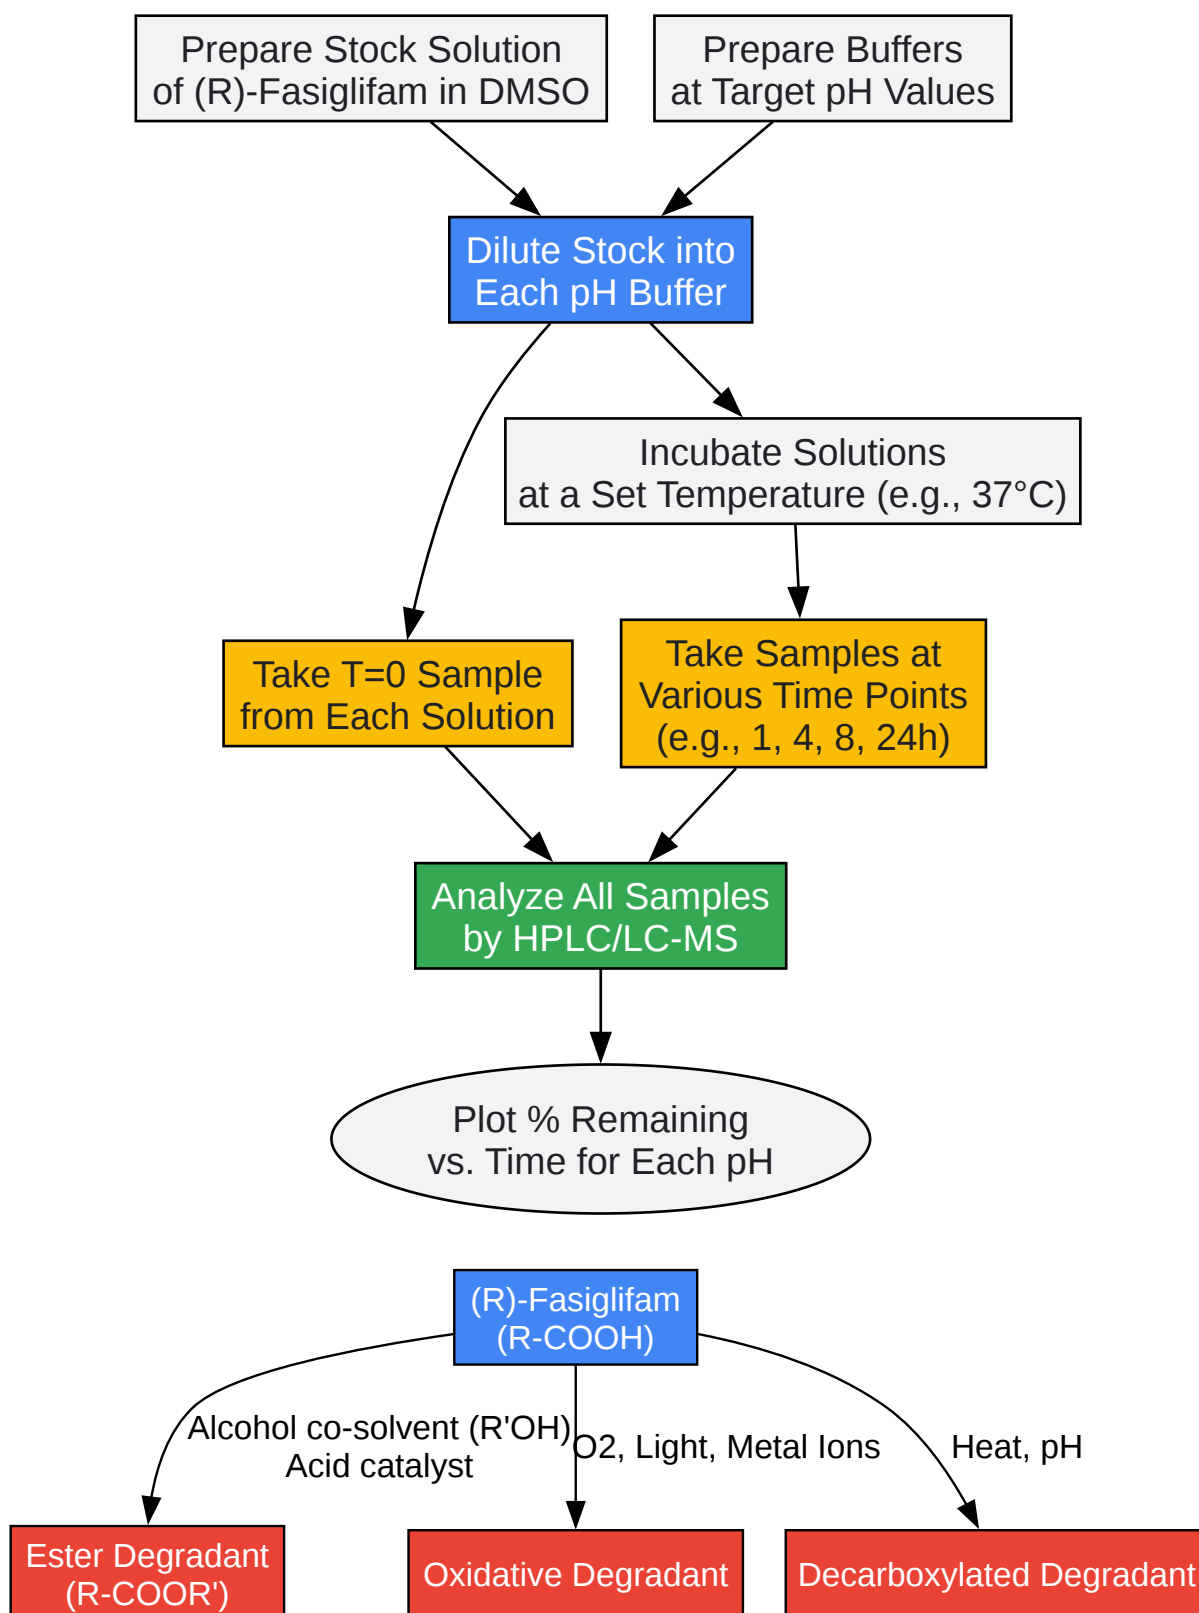 Prepare Stock Solution
of (R)-Fasiglifam in DMSO
Prepare Buffers
at Target pH Values
Dilute Stock into
Each pH Buffer
Incubate Solutions
at a Set Temperature (e.g., 37°C)
Take T=0 Sample
from Each Solution
Take Samples at
Various Time Points
(e.g., 1, 4, 8, 24h)
Analyze All Samples
by HPLC/LC-MS
Plot % Remaining
vs. Time for Each pH
(R)-Fasiglifam
(R-COOH)
Alcohol co-solvent (R'OH)
Acid catalyst
O2, Light, Metal Ions
Heat, pH
Ester Degradant
(R-COOR')
Oxidative Degradant
Decarboxylated Degradant